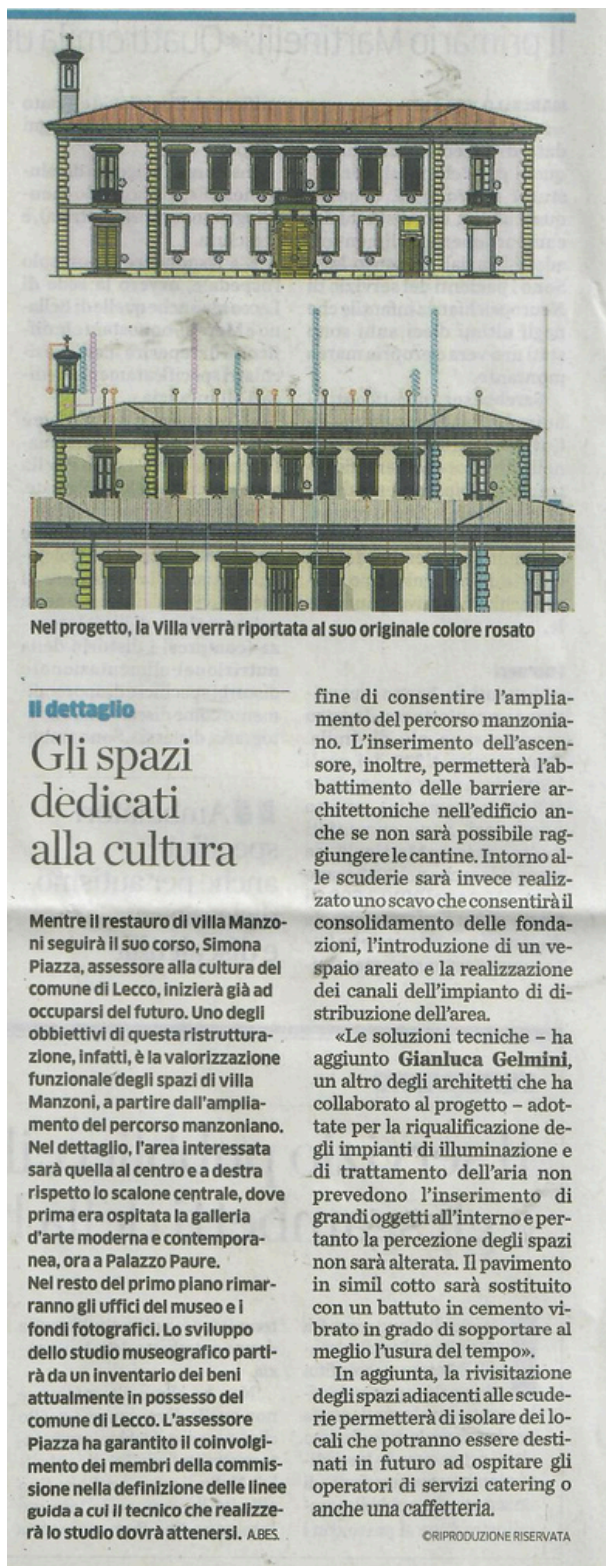 Nel progetto, la Villa verrà riportata al suo originale colore rosato
Il dettaglio
Gli spazi
dedicati
alla cultura
Mentre il restauro di villa Manzo-
ni seguirà il suo corso, Simona
Piazza, assessore alla cultura del
comune di Lecco, inizierà già ad
occuparsi del futuro. Uno degli
obbiettivi di questa ristruttura-
zione, infatti, è la valorizzazione
funzionale degli spazi di villa
Manzoni, a partire dall'amplia-
mento del percorso manzoniano.
Nel dettaglio, l'area interessata
sarà quella al centro e a destra
rispetto lo scalone centrale, dove
prima era ospitata la galleria
d'arte moderna e contempora-
nea, ora a Palazzo Paure.
Nel resto del primo piano rimar-
ranno gli uffici del museo e i
fondi fotografici. Lo sviluppo
dello studio museografico parti-
rà da un inventario dei beni
attualmente in possesso del
comune di Lecco. L'assessore
Piazza ha garantito il coinvolgi-
mento dei membri della commis-
sione nella definizione delle linee
guida a cui il tecnico che realizze-
rà lo studio dovrà attenersi. A.BES.
fine di consentire l'amplia-
mento del percorso manzonia-
no. L'inserimento dell'ascen-
sore, inoltre, permetterà l'ab-
battimento delle barriere ar-
chitettoniche nell'edificio an-
che se non sarà possibile rag-
giungere le cantine. Intorno al-
le scuderie sarà invece realiz-
zato uno scavo che consentirà il
consolidamento delle fonda-
zioni, l'introduzione di un ve-
spaio areato e la realizzazione
dei canali dell'impianto di di-
stribuzione dell'area.
«Le soluzioni tecniche – ha
aggiunto Gianluca Gelmini,
un altro degli architetti che ha
collaborato al progetto – adot-
tate per la riqualificazione de-
gli impianti di illuminazione e
di trattamento dell'aria non
prevedono l'inserimento di
grandi oggetti all'interno e per-
tanto la percezione degli spazi
non sarà alterata. Il pavimento
in simil cotto sarà sostituito
con un battuto in cemento vi-
brato in grado di sopportare al
meglio l'usura del tempo».
In aggiunta, la rivisitazione
degli spazi adiacenti alle scude-
rie permetterà di isolare dei lo-
cali che potranno essere desti-
nati in futuro ad ospitare gli
operatori di servizi catering o
anche una caffetteria.
©RIPRODUZIONE RISERVATA